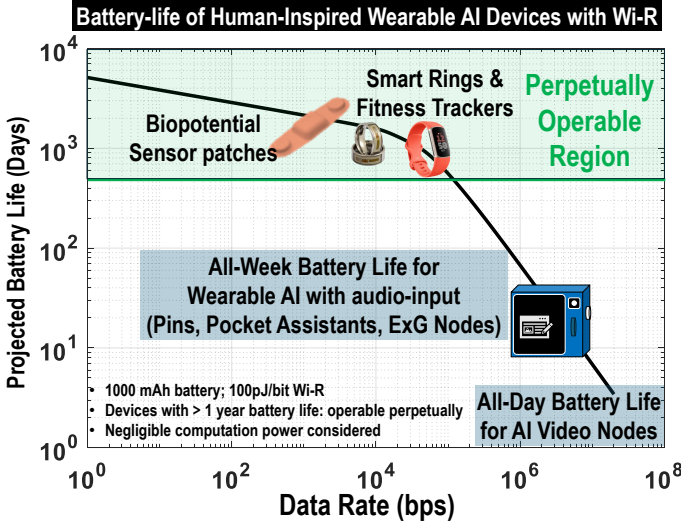 Battery-life of Human-Inspired Wearable AI Devices with Wi-R
10^4
10^3
10^2
10^1
10^0
Projected Battery Life (Days)
Smart Rings &
Fitness Trackers
Biopotential
Sensor patches
Perpetually
Operable
Region
All-Week Battery Life for
Wearable AI with audio-input
(Pins, Pocket Assistants, ExG Nodes)
• 1000 mAh battery; 100pJ/bit Wi-R
• Devices with > 1 year battery life: operable perpetually
• Negligible computation power considered
All-Day Battery Life
for AI Video Nodes
10^0 10^2 10^4 10^6 10^8
Data Rate (bps)